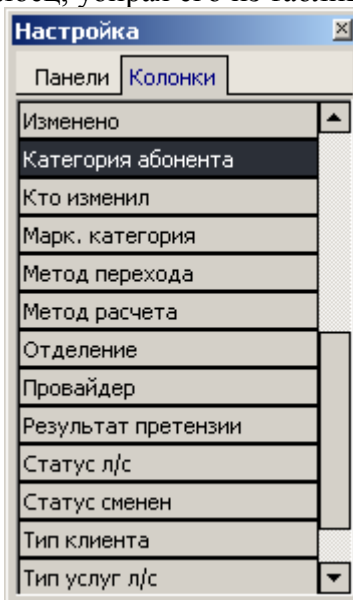 Настройка
Панели Колонки
Изменено
Категория абонента
Кто изменил
Марк. категория
Метод перехода
Метод расчета
Отделение
Провайдер
Результат претензии
Статус л/с
Статус сменен
Тип клиента
Тип услуг л/с